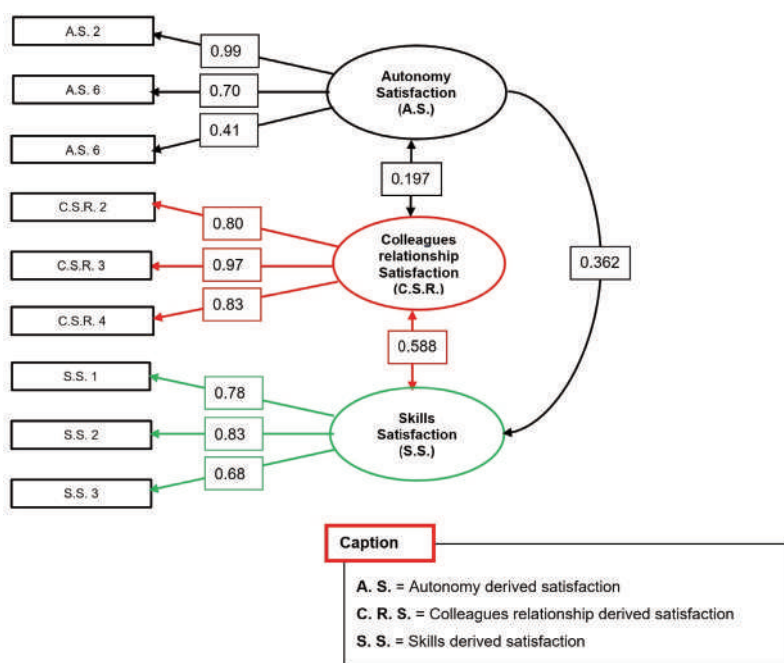 A.S. 2
0.99
Autonomy
Satisfaction
(A.S.)
A.S. 6
0.70
A.S. 6
0.41
0.197
C.S.R. 2
0.80
Colleagues
relationship
Satisfaction
(C.S.R.)
C.S.R. 3
0.97
C.S.R. 4
0.83
0.362
0.588
S.S. 1
0.78
Skills
Satisfaction
(S.S.)
S.S. 2
0.83
S.S. 3
0.68
Caption
A. S. = Autonomy derived satisfaction
C. R. S. = Colleagues relationship derived satisfaction
S. S. = Skills derived satisfaction